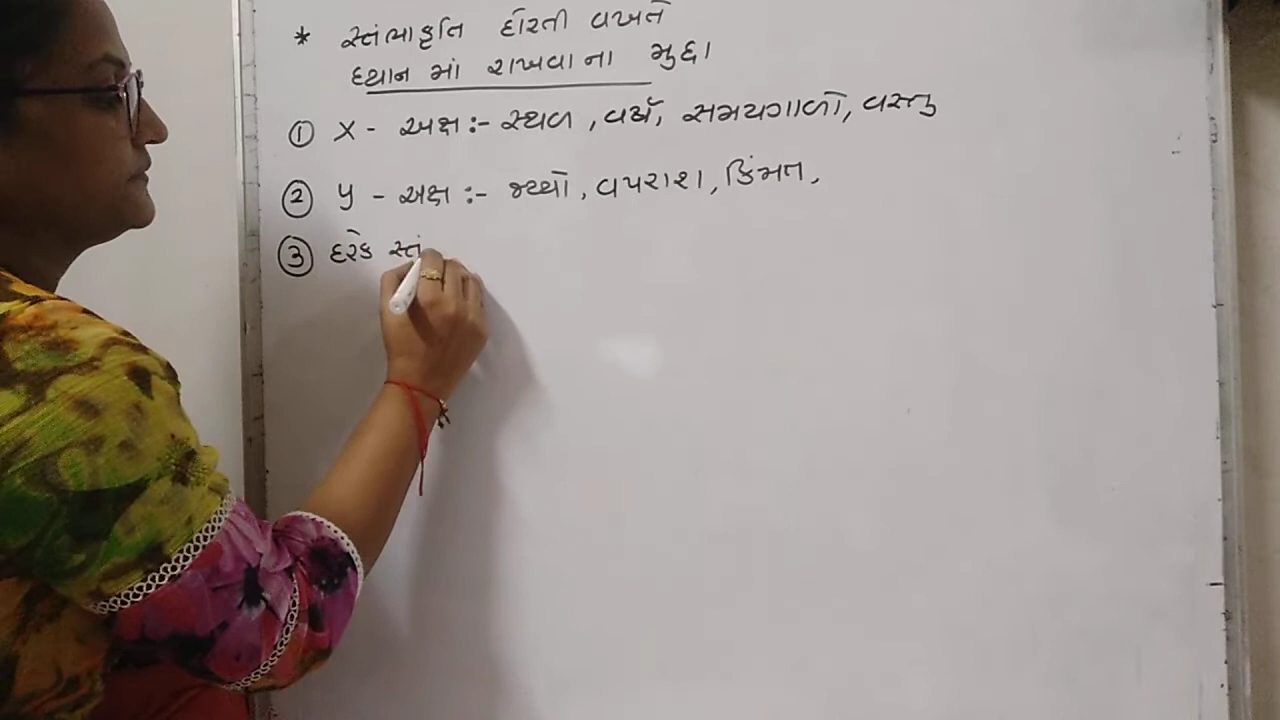 * સ્તંભાકૃતિ દોરતી વખતે
ધ્યાન માં રાખવાના મુદ્દા
① x - અક્ષ :- સ્થળ , વર્ષ, સમયગાળો, વસ્તુ
② y - અક્ષ :- જથ્થો , વપરાશ , કિંમત ,
③ દરેક સ્તં